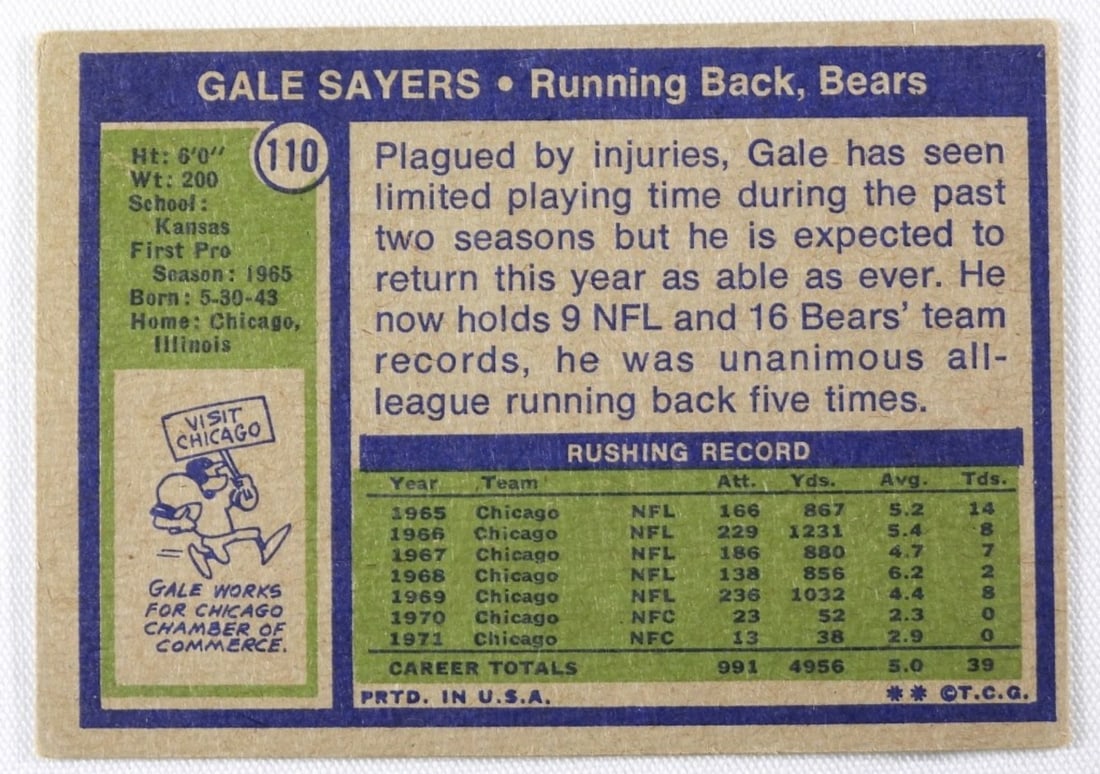 GALE SAYERS • Running Back, Bears
110
Ht: 6'0"
Wt: 200
School:
Kansas
First Pro
Season: 1965
Born: 5-30-43
Home: Chicago,
Illinois
VISIT
CHICAGO
GALE WORKS
FOR CHICAGO
CHAMBER OF
COMMERCE.
Plagued by injuries, Gale has seen
limited playing time during the past
two seasons but he is expected to
return this year as able as ever. He
now holds 9 NFL and 16 Bears' team
records, he was unanimous all-
league running back five times.
RUSHING RECORD
Year Team Att. Yds. Avg. Tds.
1965 Chicago NFL 166 867 5.2 14
1966 Chicago NFL 229 1231 5.4 8
1967 Chicago NFL 186 880 4.7 7
1968 Chicago NFL 138 856 6.2 2
1969 Chicago NFL 236 1032 4.4 8
1970 Chicago NFC 23 52 2.3 0
1971 Chicago NFC 13 38 2.9 0
CAREER TOTALS 991 4956 5.0 39
PRTD. IN U.S.A. ** ©T.C.G.